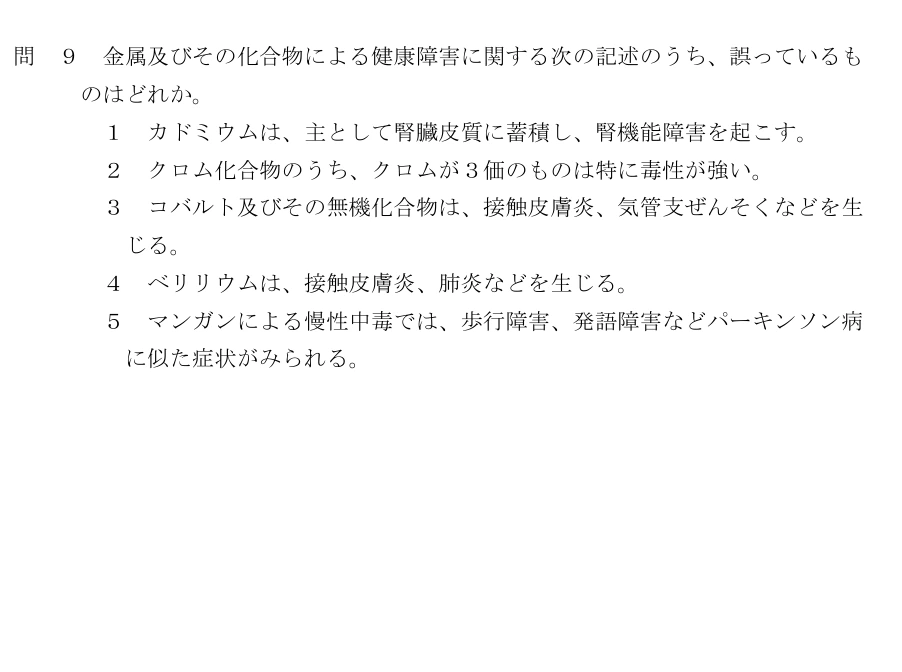 問　９　金属及びその化合物による健康障害に関する次の記述のうち、誤っているも
のはどれか。
１　カドミウムは、主として腎臓皮質に蓄積し、腎機能障害を起こす。
２　クロム化合物のうち、クロムが３価のものは特に毒性が強い。
３　コバルト及びその無機化合物は、接触皮膚炎、気管支ぜんそくなどを生
じる。
４　ベリリウムは、接触皮膚炎、肺炎などを生じる。
５　マンガンによる慢性中毒では、歩行障害、発語障害などパーキンソン病
に似た症状がみられる。